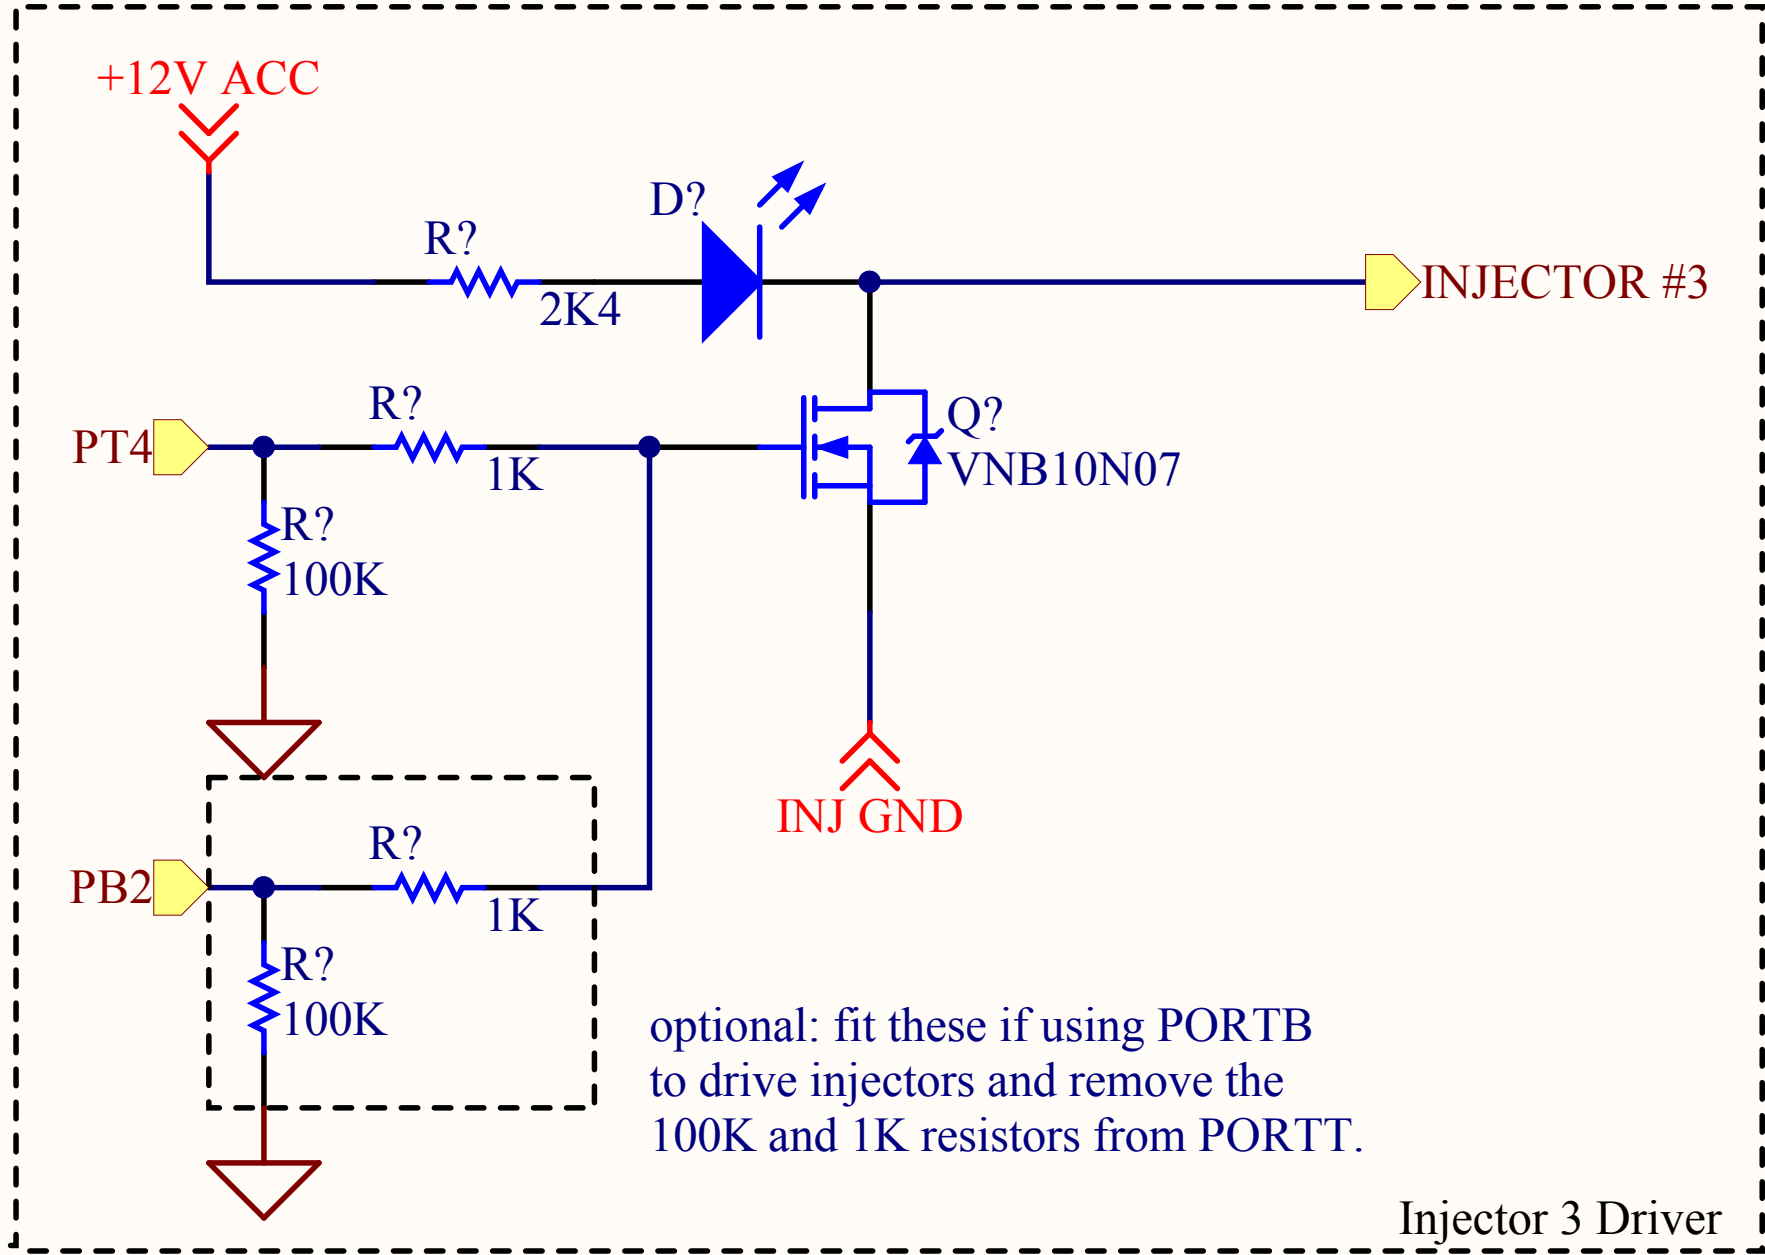 +12V ACC
D?
R?
2K4
INJECTOR #3
R?
PT4
1K
Q?
VNB10N07
R?
100K
INJ GND
R?
PB2
1K
R?
100K
optional: fit these if using PORTB
to drive injectors and remove the
100K and 1K resistors from PORTT.
Injector 3 Driver